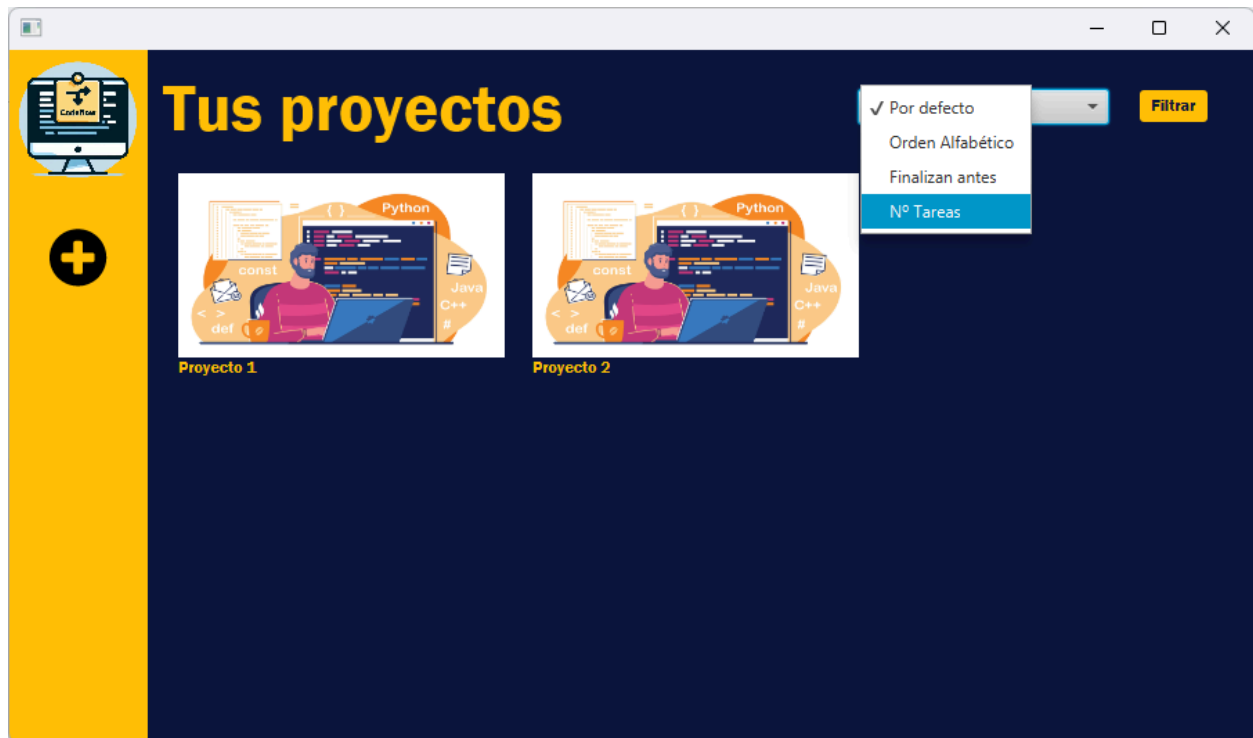 CodeFlow
Tus proyectos
✓ Por defecto
Orden Alfabético
Finalizan antes
Nº Tareas
Filtrar
= { } Python
const
Java
C++
< >
def
#
= { } Python
const
Java
C++
< >
def
#
Proyecto 1
Proyecto 2